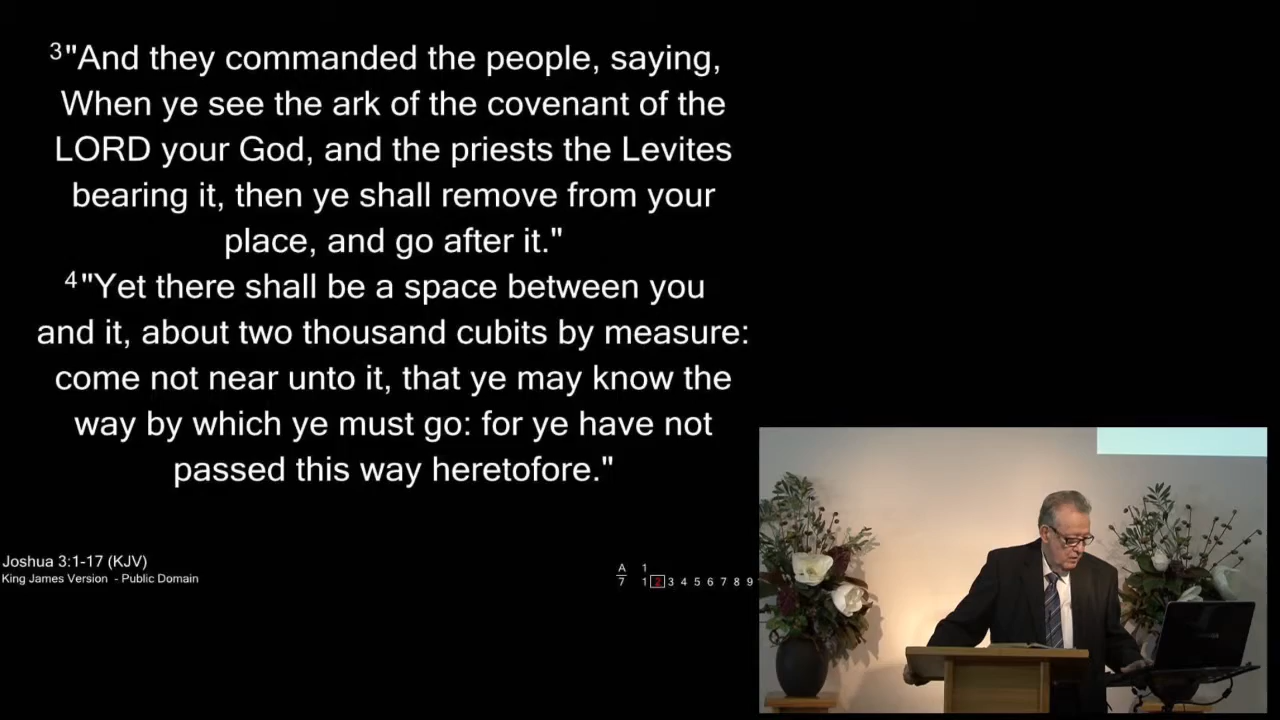 3"And they commanded the people, saying,
When ye see the ark of the covenant of the
LORD your God, and the priests the Levites
bearing it, then ye shall remove from your
place, and go after it."
4"Yet there shall be a space between you
and it, about two thousand cubits by measure:
come not near unto it, that ye may know the
way by which ye must go: for ye have not
passed this way heretofore."
Joshua 3:1-17 (KJV)
King James Version - Public Domain
A 1
7 1 2 3 4 5 6 7 8 9